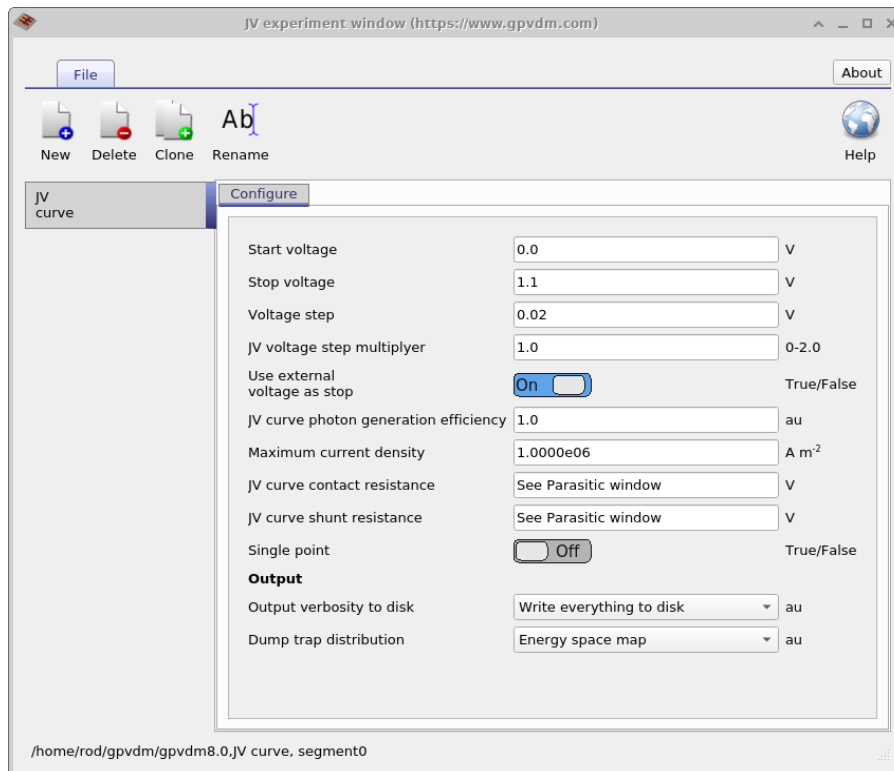 JV experiment window (https://www.gpvdm.com)
File
About
New Delete Clone Rename Help
Ab
JV
curve
Configure
Start voltage 0.0 V
Stop voltage 1.1 V
Voltage step 0.02 V
JV voltage step multiplyer 1.0 0-2.0
Use external
voltage as stop On True/False
JV curve photon generation efficiency 1.0 au
Maximum current density 1.0000e06 A m⁻²
JV curve contact resistance See Parasitic window V
JV curve shunt resistance See Parasitic window V
Single point Off True/False
Output
Output verbosity to disk Write everything to disk au
Dump trap distribution Energy space map au
/home/rod/gpvdm/gpvdm8.0,JV curve, segment0